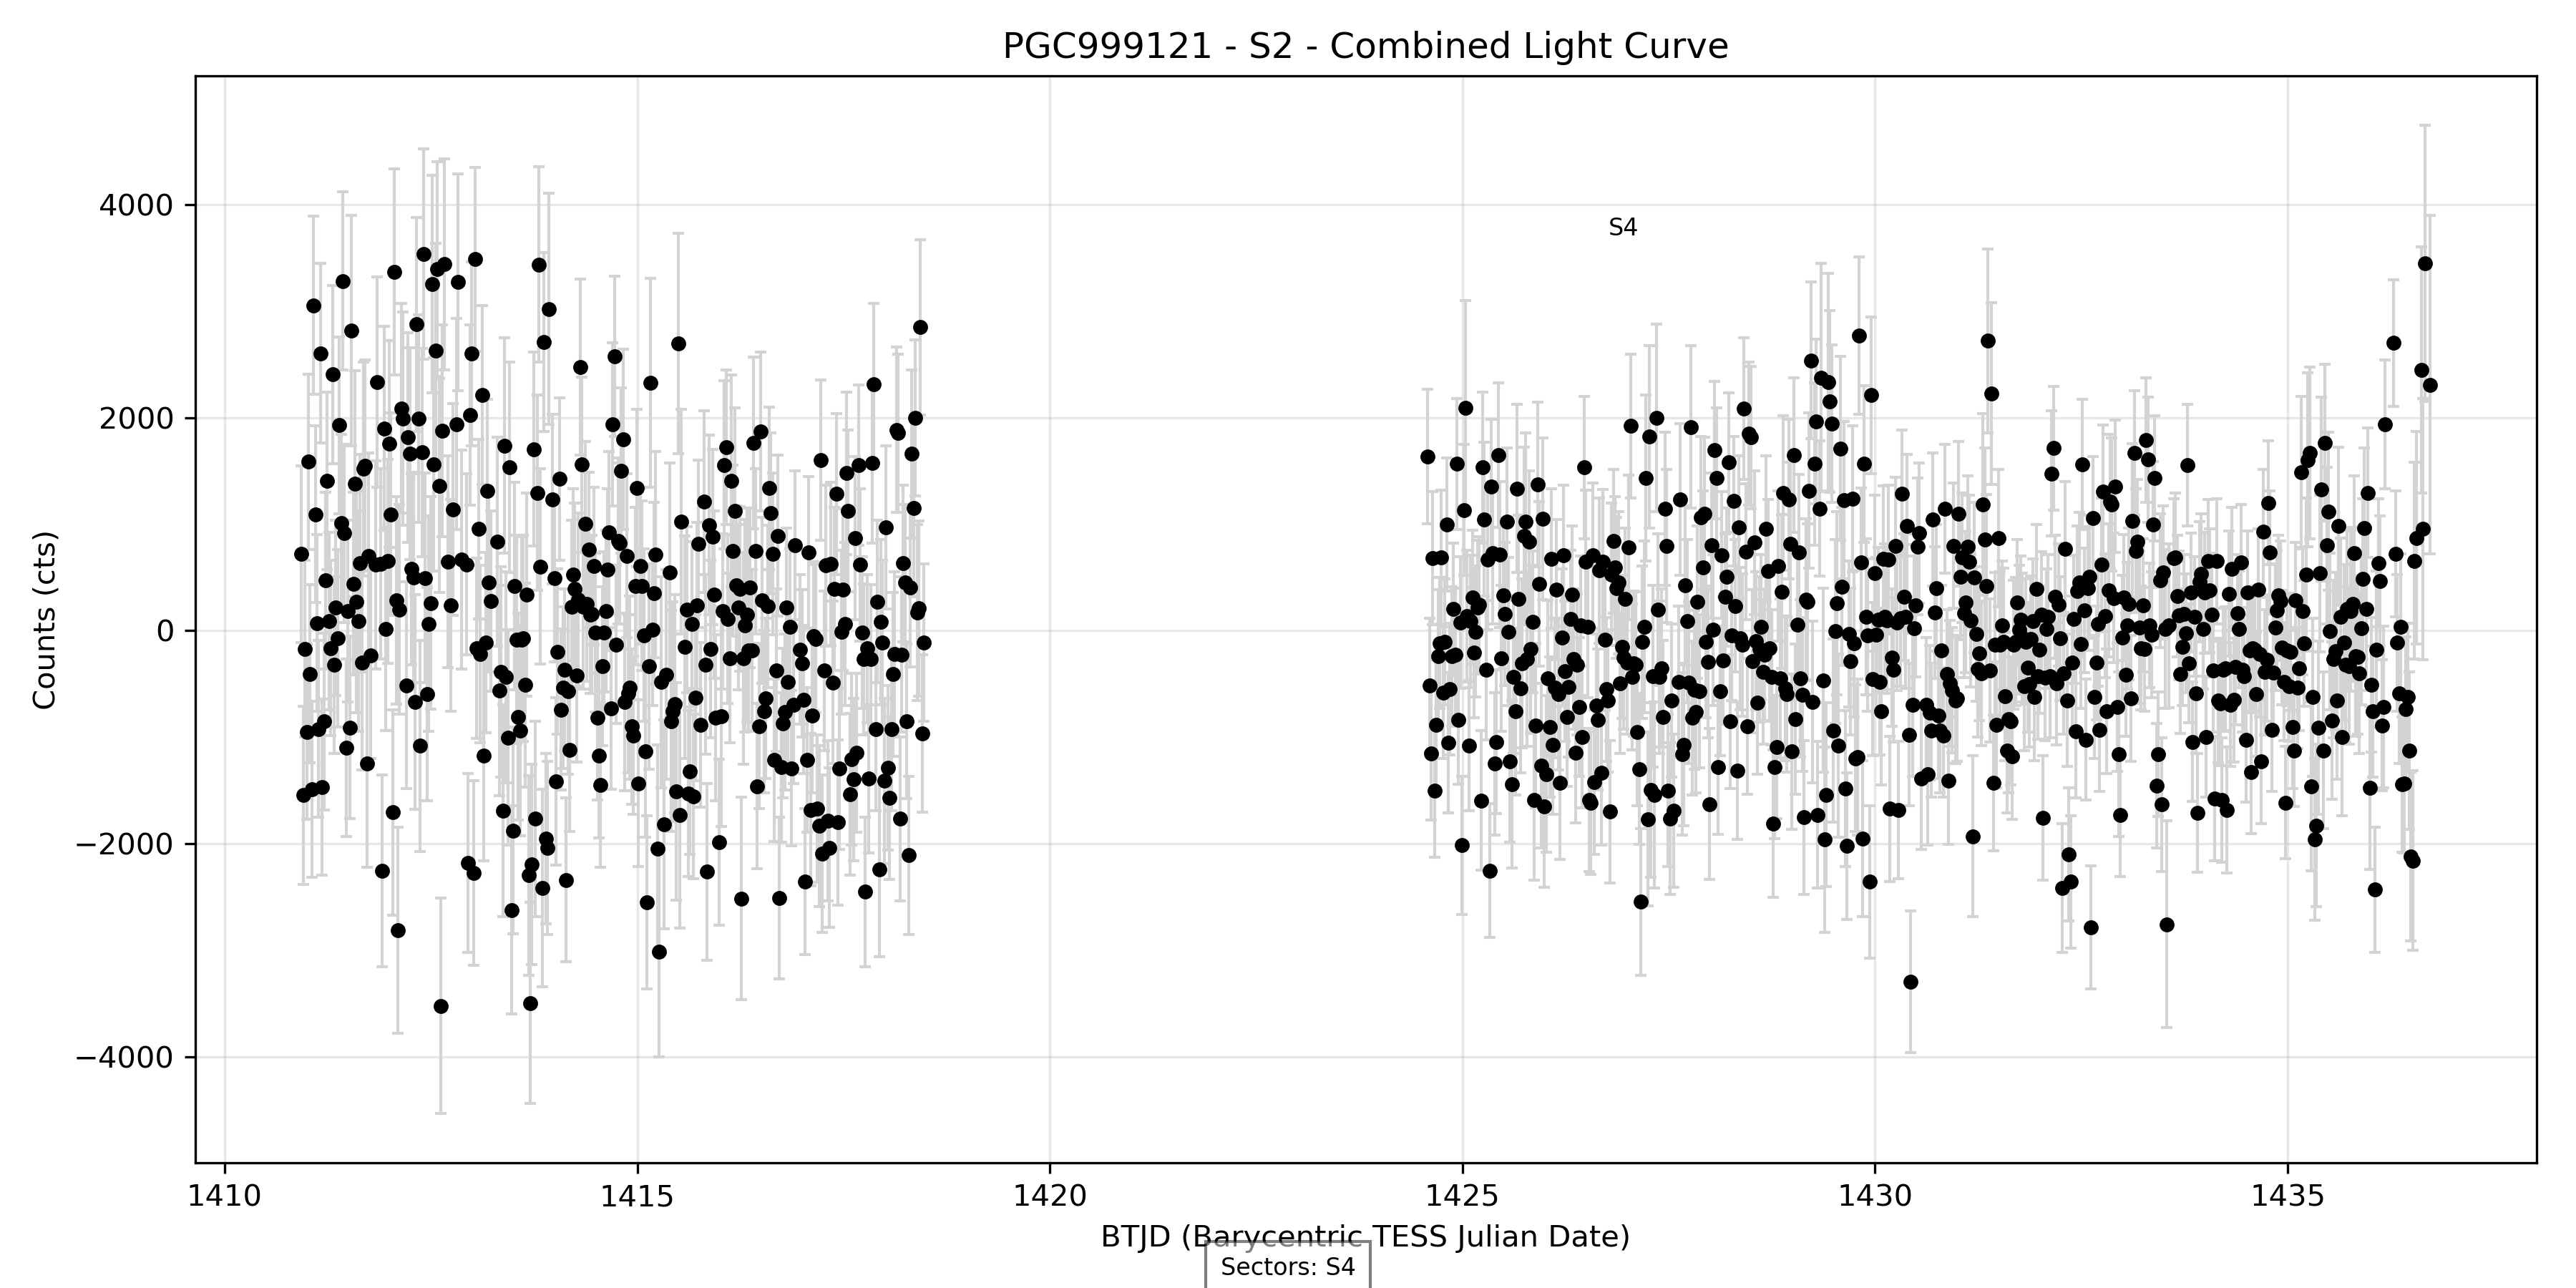 PGC999121 - S2 - Combined Light Curve
Counts (cts)
4000
2000
0
−2000
−4000
S4
1410
1415
1420
1425
1430
1435
BTJD (Barycentric TESS Julian Date)
Sectors: S4